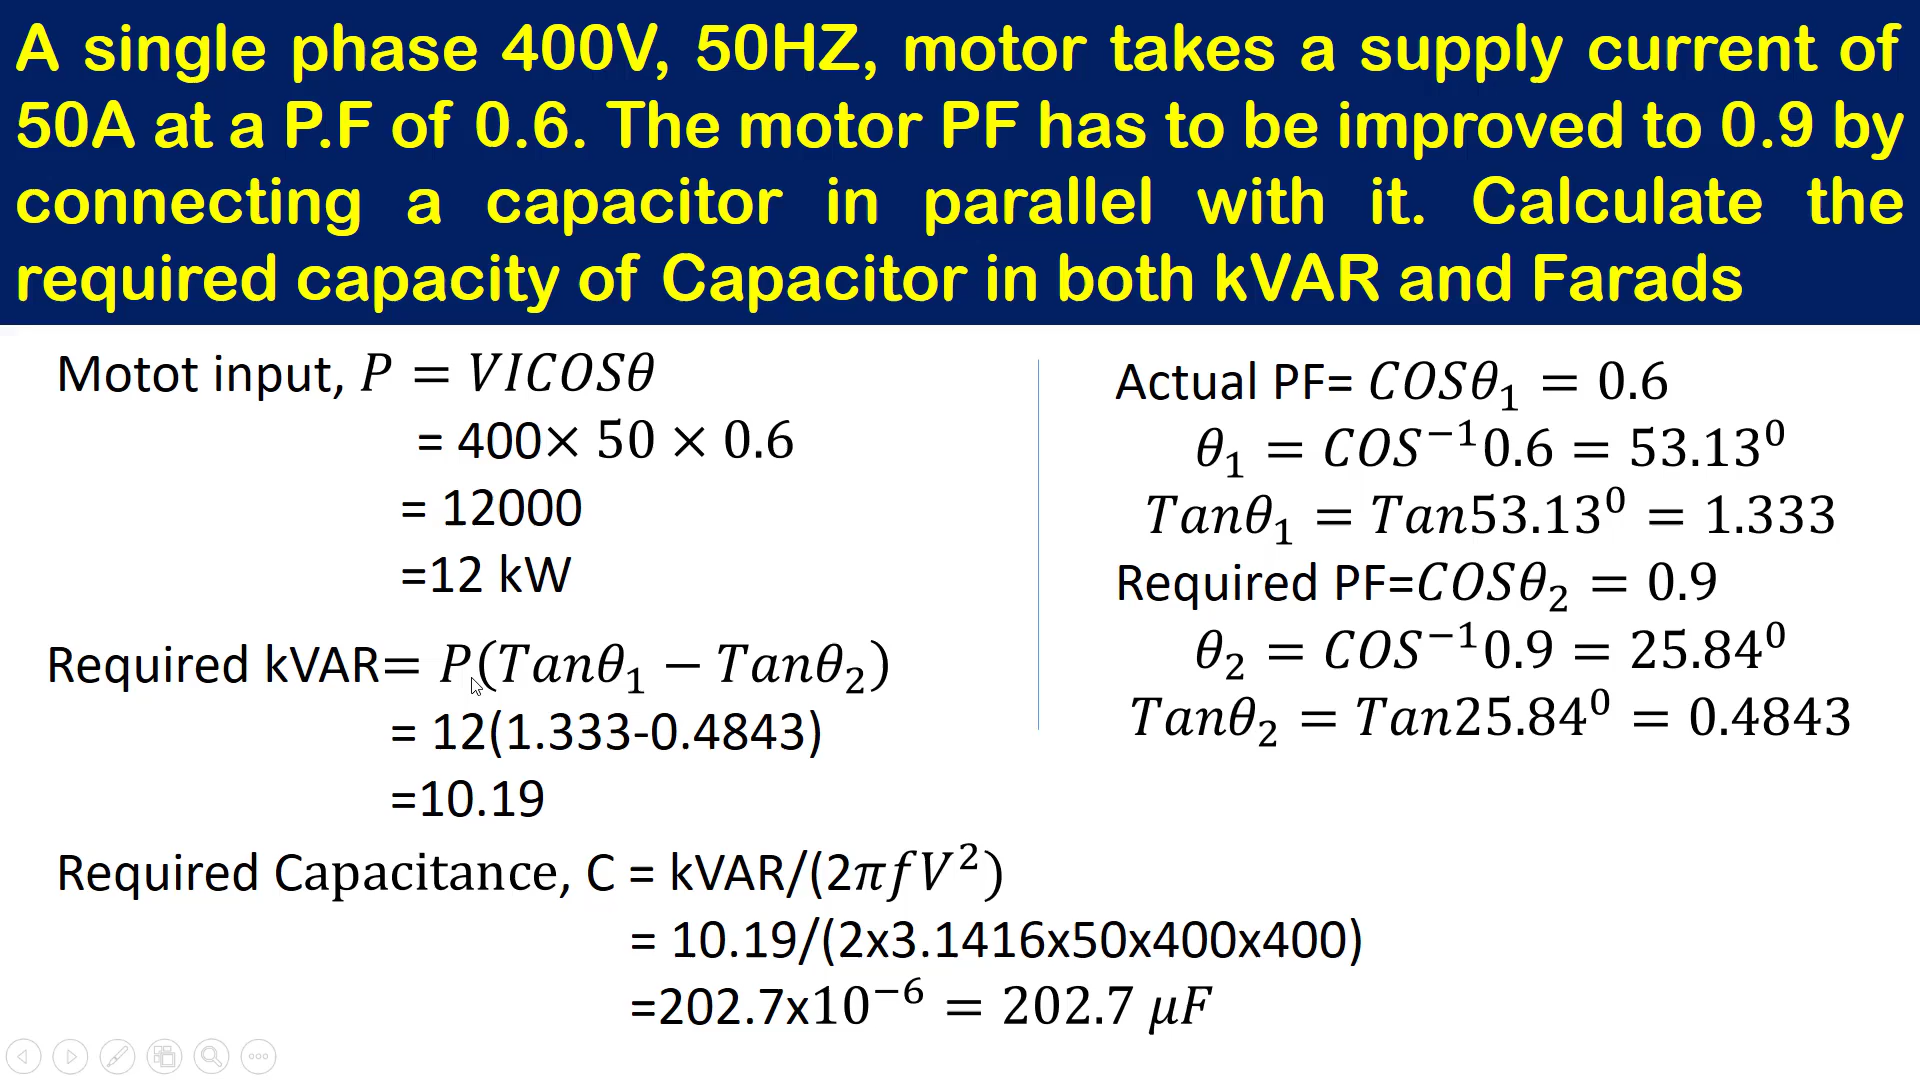 A single phase 400V, 50HZ, motor takes a supply current of
50A at a P.F of 0.6. The motor PF has to be improved to 0.9 by
connecting a capacitor in parallel with it. Calculate the
required capacity of Capacitor in both kVAR and Farads
Motot input, P = VICOSθ
= 400× 50 × 0.6
= 12000
=12 kW
Required kVAR= P(Tanθ₁ − Tanθ₂)
= 12(1.333-0.4843)
=10.19
Actual PF= COSθ₁ = 0.6
θ₁ = COS⁻¹0.6 = 53.13⁰
Tanθ₁ = Tan53.13⁰ = 1.333
Required PF=COSθ₂ = 0.9
θ₂ = COS⁻¹0.9 = 25.84⁰
Tanθ₂ = Tan25.84⁰ = 0.4843
Required Capacitance, C = kVAR/(2πfV²)
= 10.19/(2x3.1416x50x400x400)
=202.7x10⁻⁶ = 202.7 μF